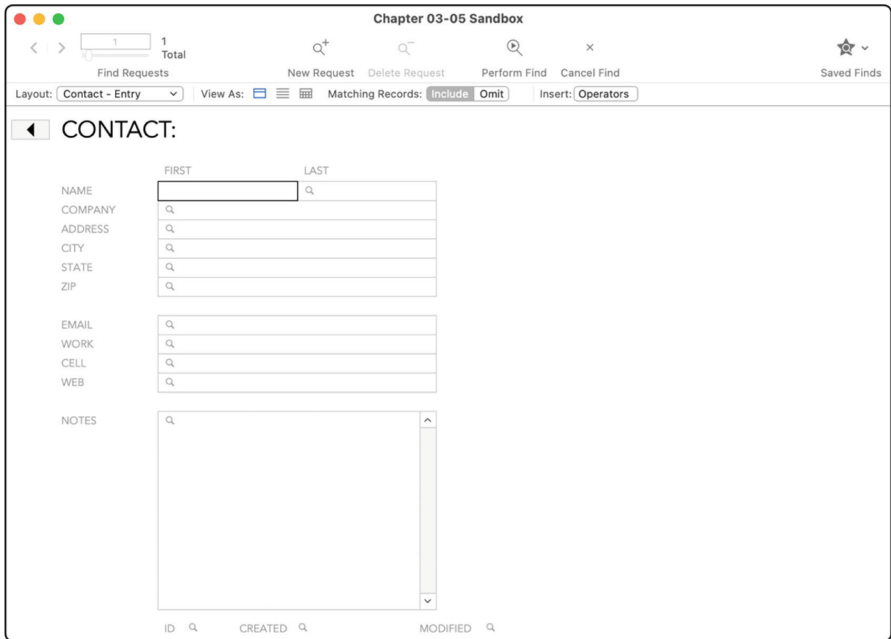 Chapter 03-05 Sandbox
1
1
Total
Find Requests
New Request
Delete Request
Perform Find
Cancel Find
Saved Finds
Layout: Contact - Entry
View As:
Matching Records: Include Omit
Insert: Operators
CONTACT:
FIRST LAST
NAME
COMPANY
ADDRESS
CITY
STATE
ZIP
EMAIL
WORK
CELL
WEB
NOTES
ID CREATED MODIFIED